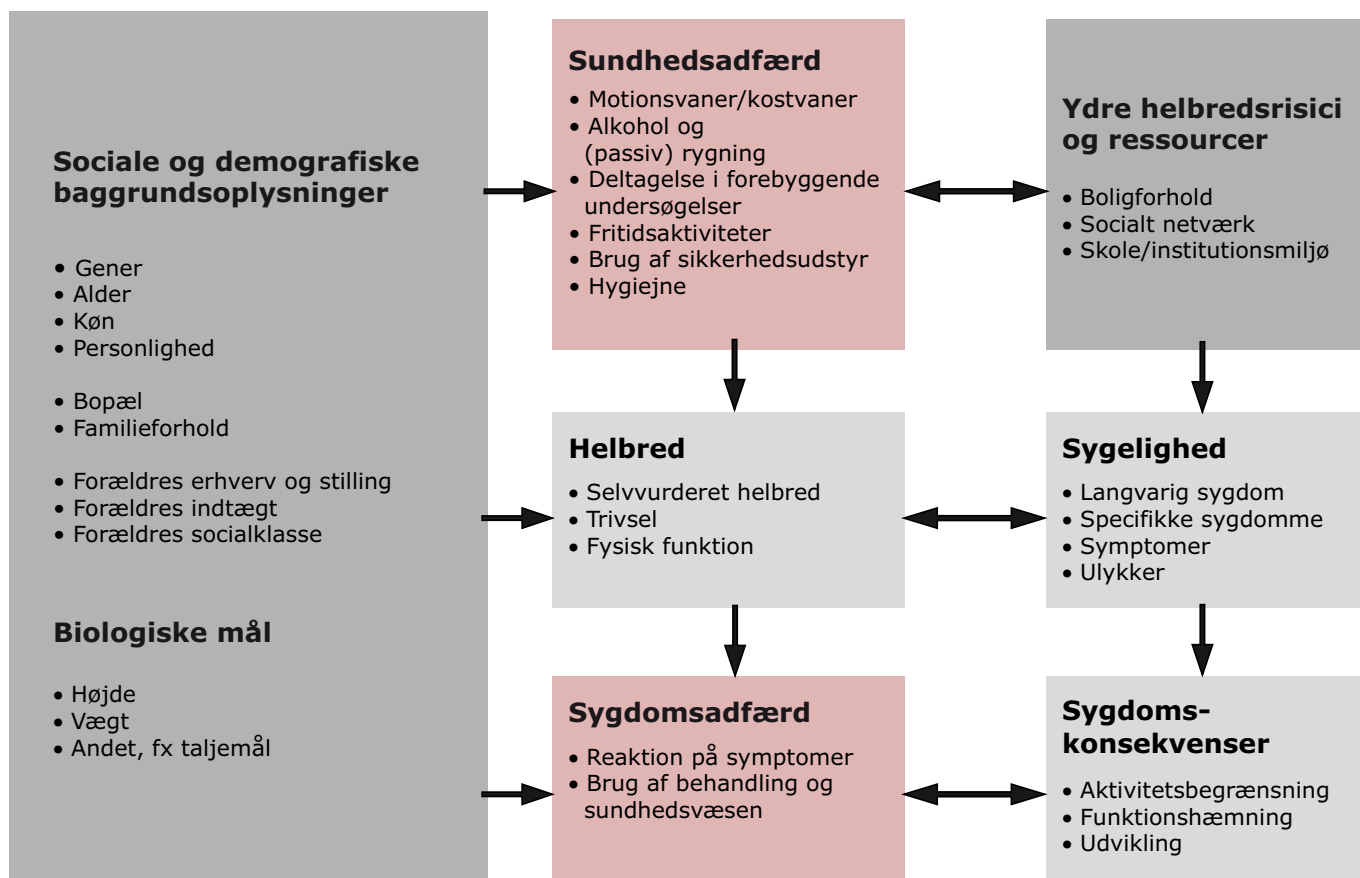 Sociale og demografiske
baggrundsoplysninger
• Gener
• Alder
• Køn
• Personlighed
• Bopæl
• Familieforhold
• Forældres erhverv og stilling
• Forældres indtægt
• Forældres socialklasse
Biologiske mål
• Højde
• Vægt
• Andet, fx taljemål
Sundhedsadfærd
• Motionsvaner/kostvaner
• Alkohol og
(passiv) rygning
• Deltagelse i forebyggende
undersøgelser
• Fritidsaktiviteter
• Brug af sikkerhedsudstyr
• Hygiejne
Ydre helbredsrisici
og ressourcer
• Boligforhold
• Socialt netværk
• Skole/institutionsmiljø
Helbred
• Selvvurderet helbred
• Trivsel
• Fysisk funktion
Sygelighed
• Langvarig sygdom
• Specifikke sygdomme
• Symptomer
• Ulykker
Sygdomsadfærd
• Reaktion på symptomer
• Brug af behandling og
sundhedsvæsen
Sygdoms-
konsekvenser
• Aktivitetsbegrænsning
• Funktionshæmning
• Udvikling